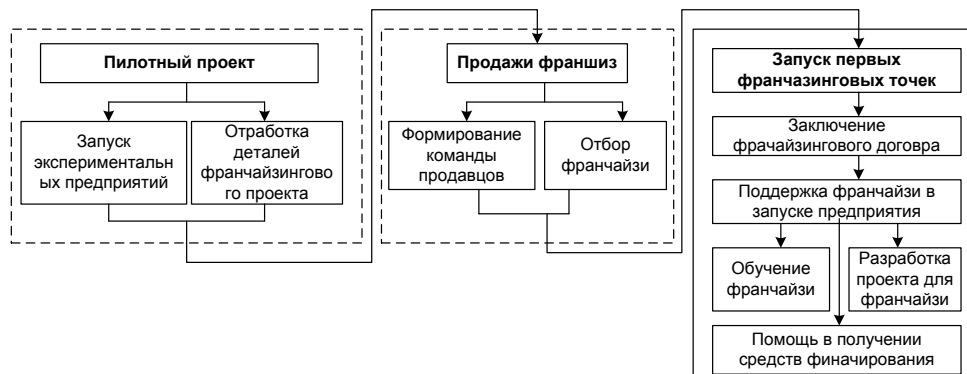 Пилотный проект
Запуск
экспериментальн
ых предприятий
Отработка
деталей
франчайзингово
го проекта
Продажи франшиз
Формирование
команды
продавцов
Отбор
франчайзи
Запуск первых
франчазинговых точек
Заключение
фрачайзингового договра
Поддержка франчайзи в
запуске предприятия
Обучение
франчайзи
Разработка
проекта для
франчайзи
Помощь в получении
средств финачирования